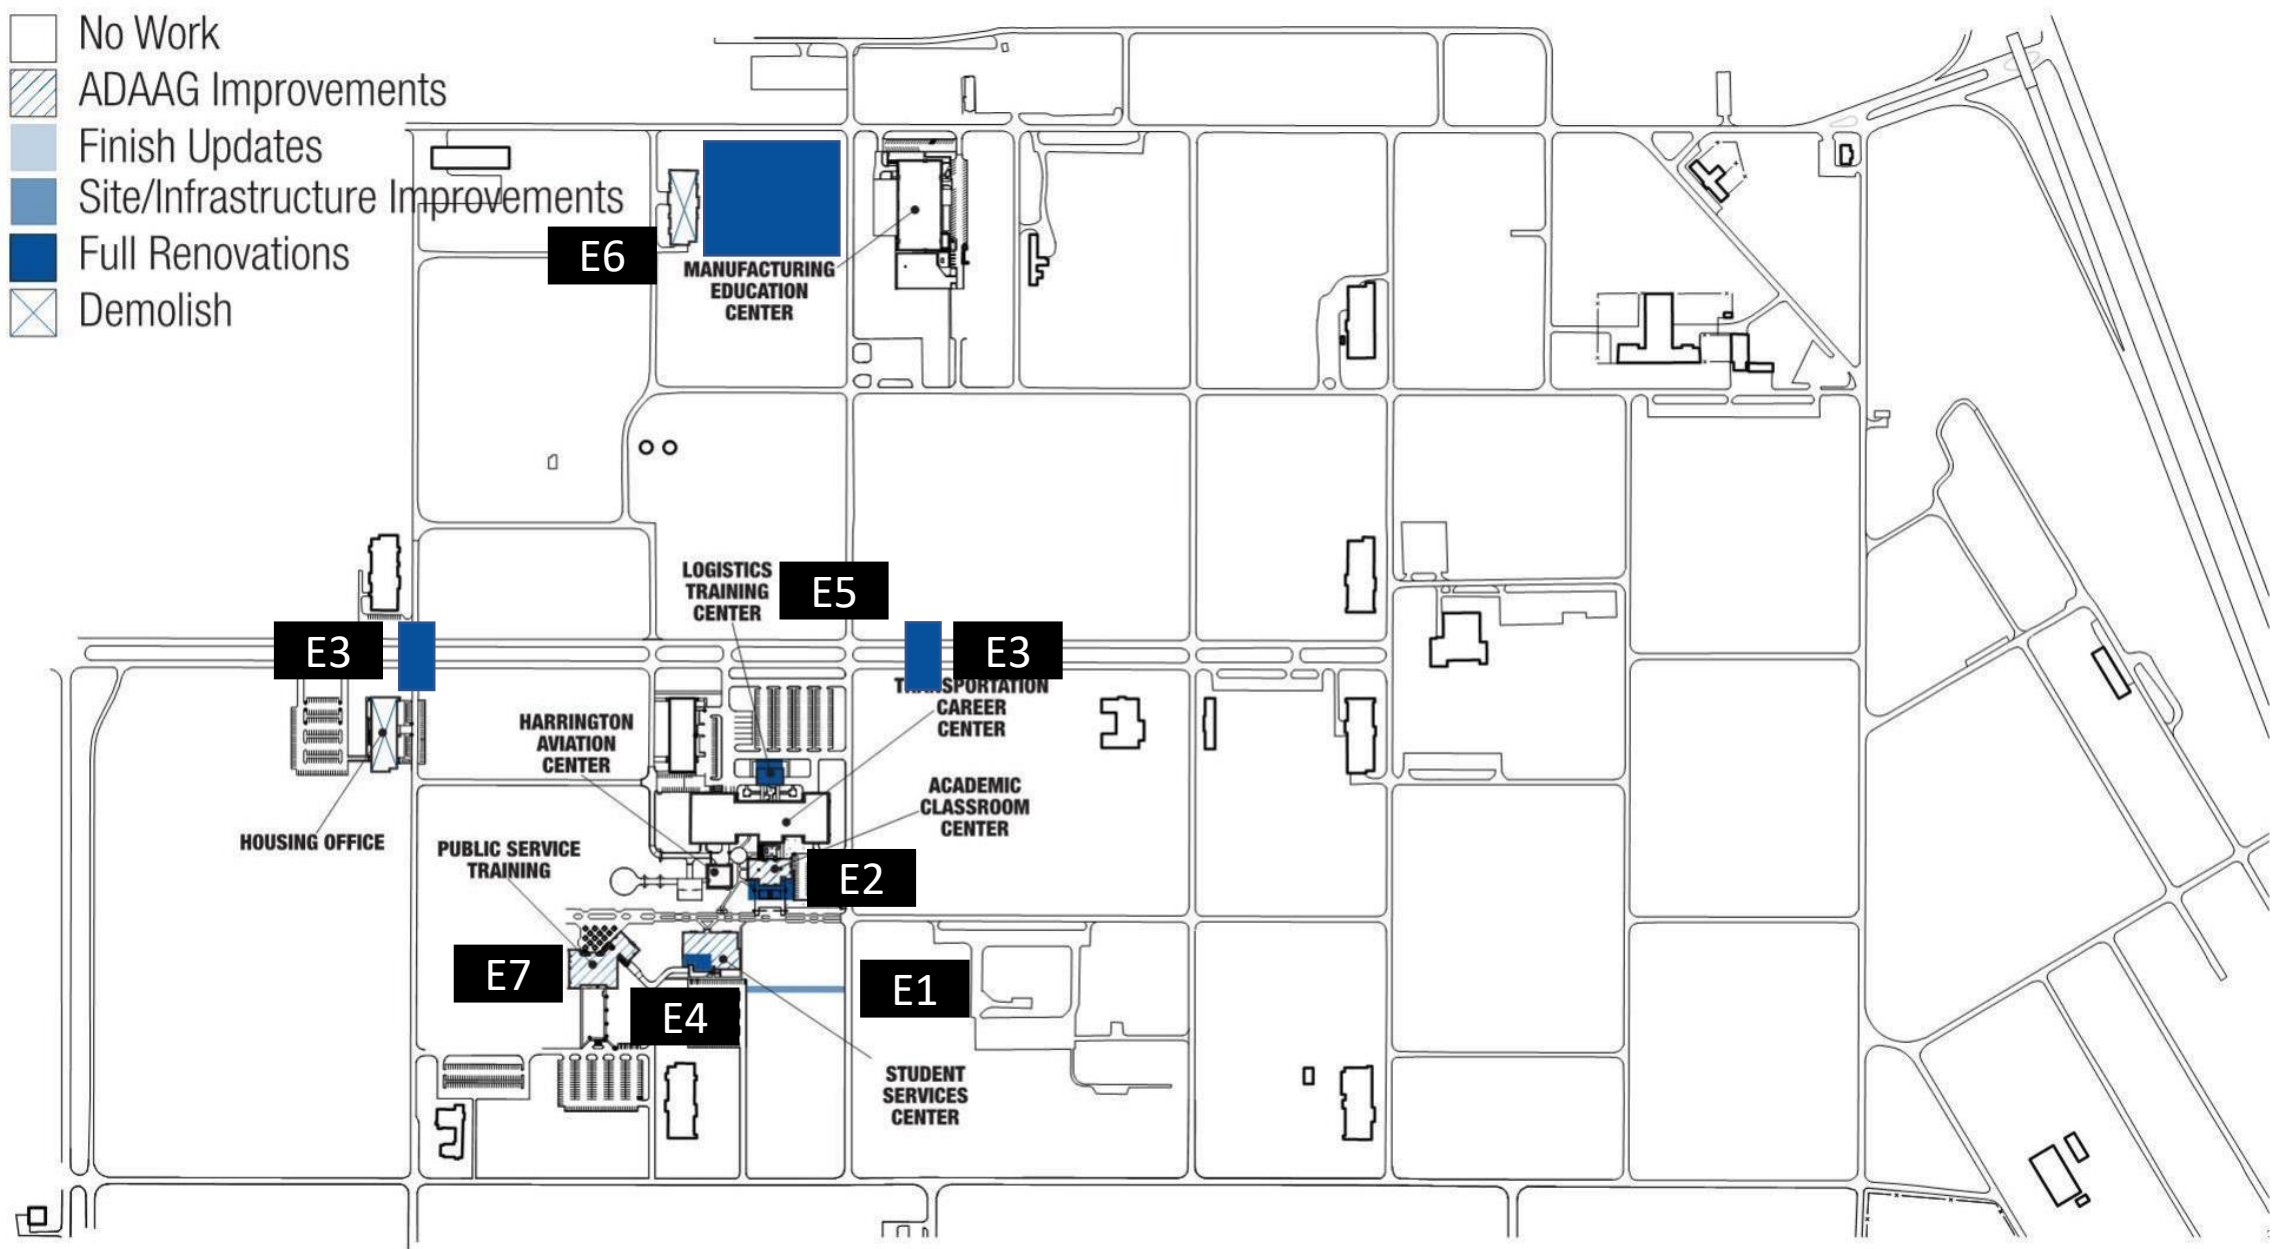 No Work
ADAAG Improvements
Finish Updates
Site/Infrastructure Improvements
Full Renovations
Demolish
E6
MANUFACTURING
EDUCATION
CENTER
LOGISTICS
TRAINING
CENTER
E5
E3
E3
TRANSPORTATION
CAREER
CENTER
HARRINGTON
AVIATION
CENTER
ACADEMIC
CLASSROOM
CENTER
HOUSING OFFICE
PUBLIC SERVICE
TRAINING
E2
E7
E4
E1
STUDENT
SERVICES
CENTER